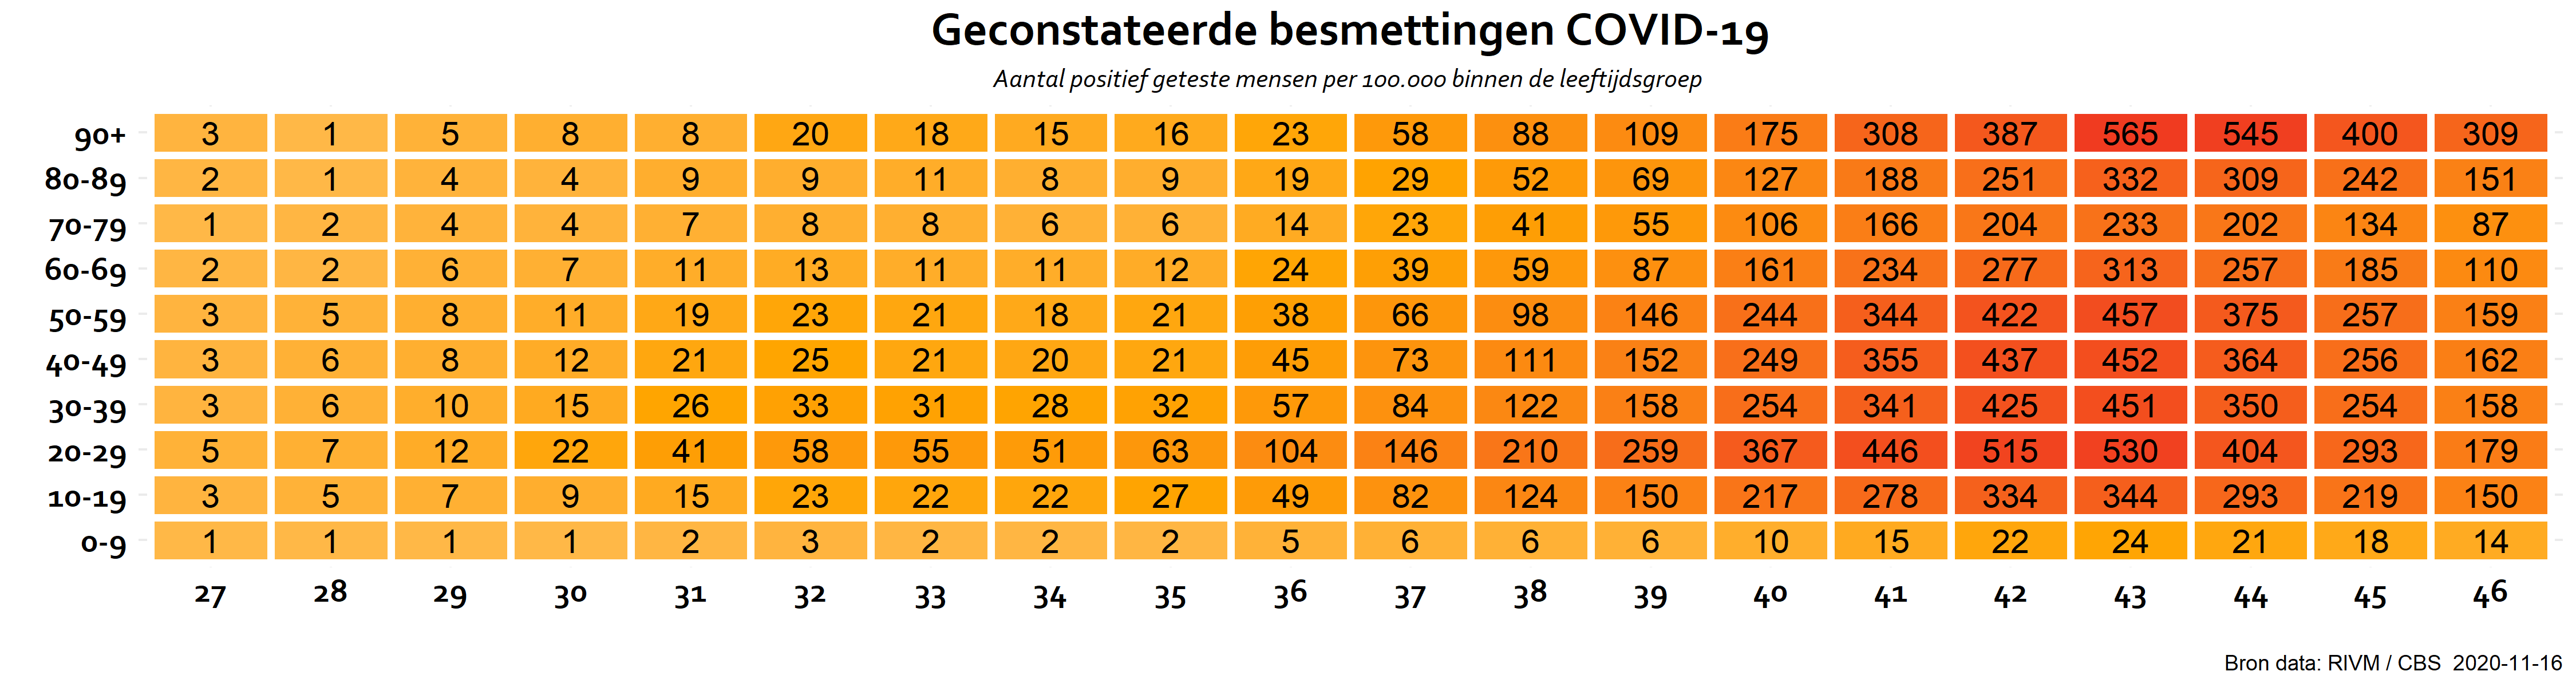 Geconstateerde besmettingen COVID-19
Aantal positief geteste mensen per 100.000 binnen de leeftijdsgroep
90+ 3 1 5 8 8 20 18 15 16 23 58 88 109 175 308 387 565 545 400 309
80-89 2 1 4 4 9 9 11 8 9 19 29 52 69 127 188 251 332 309 242 151
70-79 1 2 4 4 7 8 8 6 6 14 23 41 55 106 166 204 233 202 134 87
60-69 2 2 6 7 11 13 11 11 12 24 39 59 87 161 234 277 313 257 185 110
50-59 3 5 8 11 19 23 21 18 21 38 66 98 146 244 344 422 457 375 257 159
40-49 3 6 8 12 21 25 21 20 21 45 73 111 152 249 355 437 452 364 256 162
30-39 3 6 10 15 26 33 31 28 32 57 84 122 158 254 341 425 451 350 254 158
20-29 5 7 12 22 41 58 55 51 63 104 146 210 259 367 446 515 530 404 293 179
10-19 3 5 7 9 15 23 22 22 27 49 82 124 150 217 278 334 344 293 219 150
0-9 1 1 1 1 2 3 2 2 2 5 6 6 6 10 15 22 24 21 18 14
27 28 29 30 31 32 33 34 35 36 37 38 39 40 41 42 43 44 45 46
Bron data: RIVM / CBS 2020-11-16